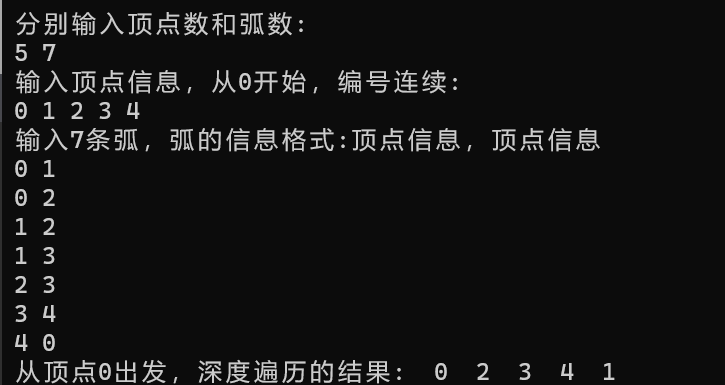 分别输入顶点数和弧数：
5 7
输入顶点信息，从0开始，编号连续：
0 1 2 3 4
输入7条弧，弧的信息格式:顶点信息，顶点信息
0 1
0 2
1 2
1 3
2 3
3 4
4 0
从顶点0出发，深度遍历的结果： 0 2 3 4 1